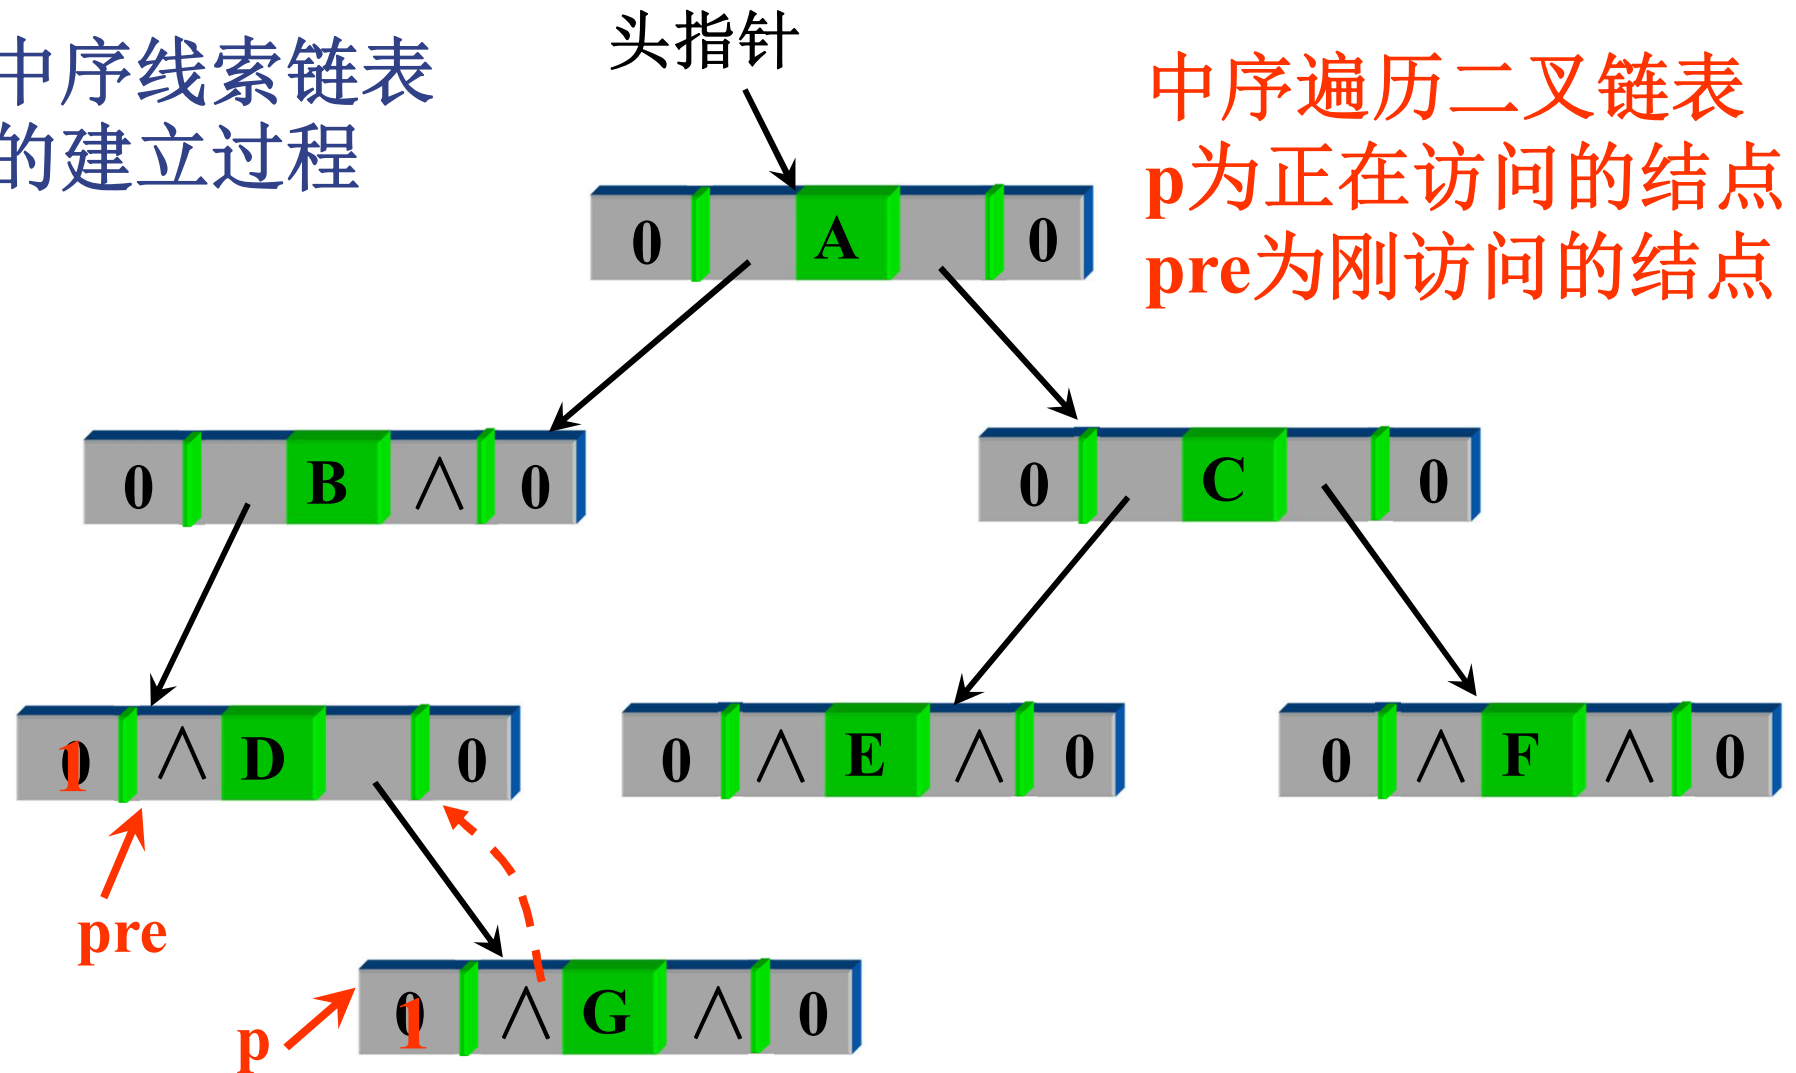 中序线索链表
的建立过程
头指针
中序遍历二叉链表
p为正在访问的结点
pre为刚访问的结点
0 A 0
0 B ∧ 0
0 C 0
0 1 ∧ D 0
0 ∧ E ∧ 0
0 ∧ F ∧ 0
pre
0 1 ∧ G ∧ 0
p